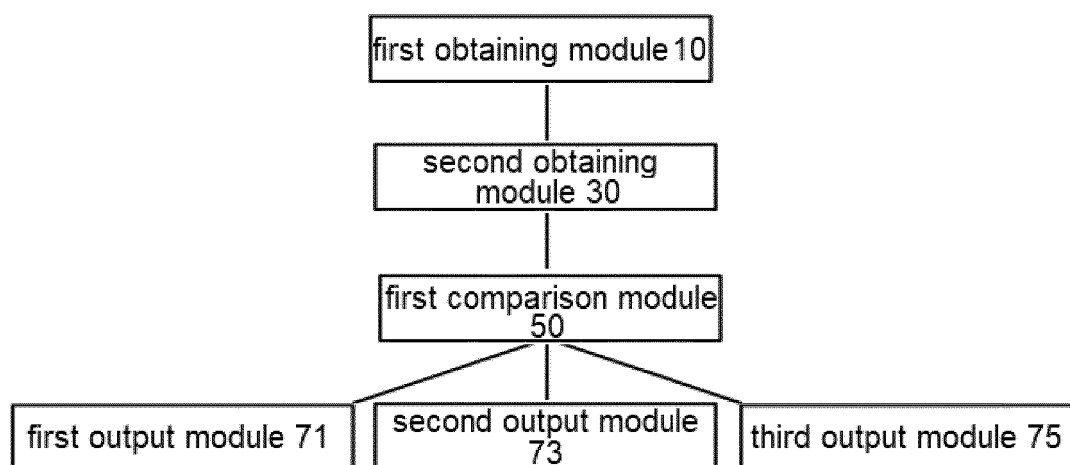 first obtaining module 10
second obtaining
module 30
first comparison module
50
first output module 71
second output module
73
third output module 75